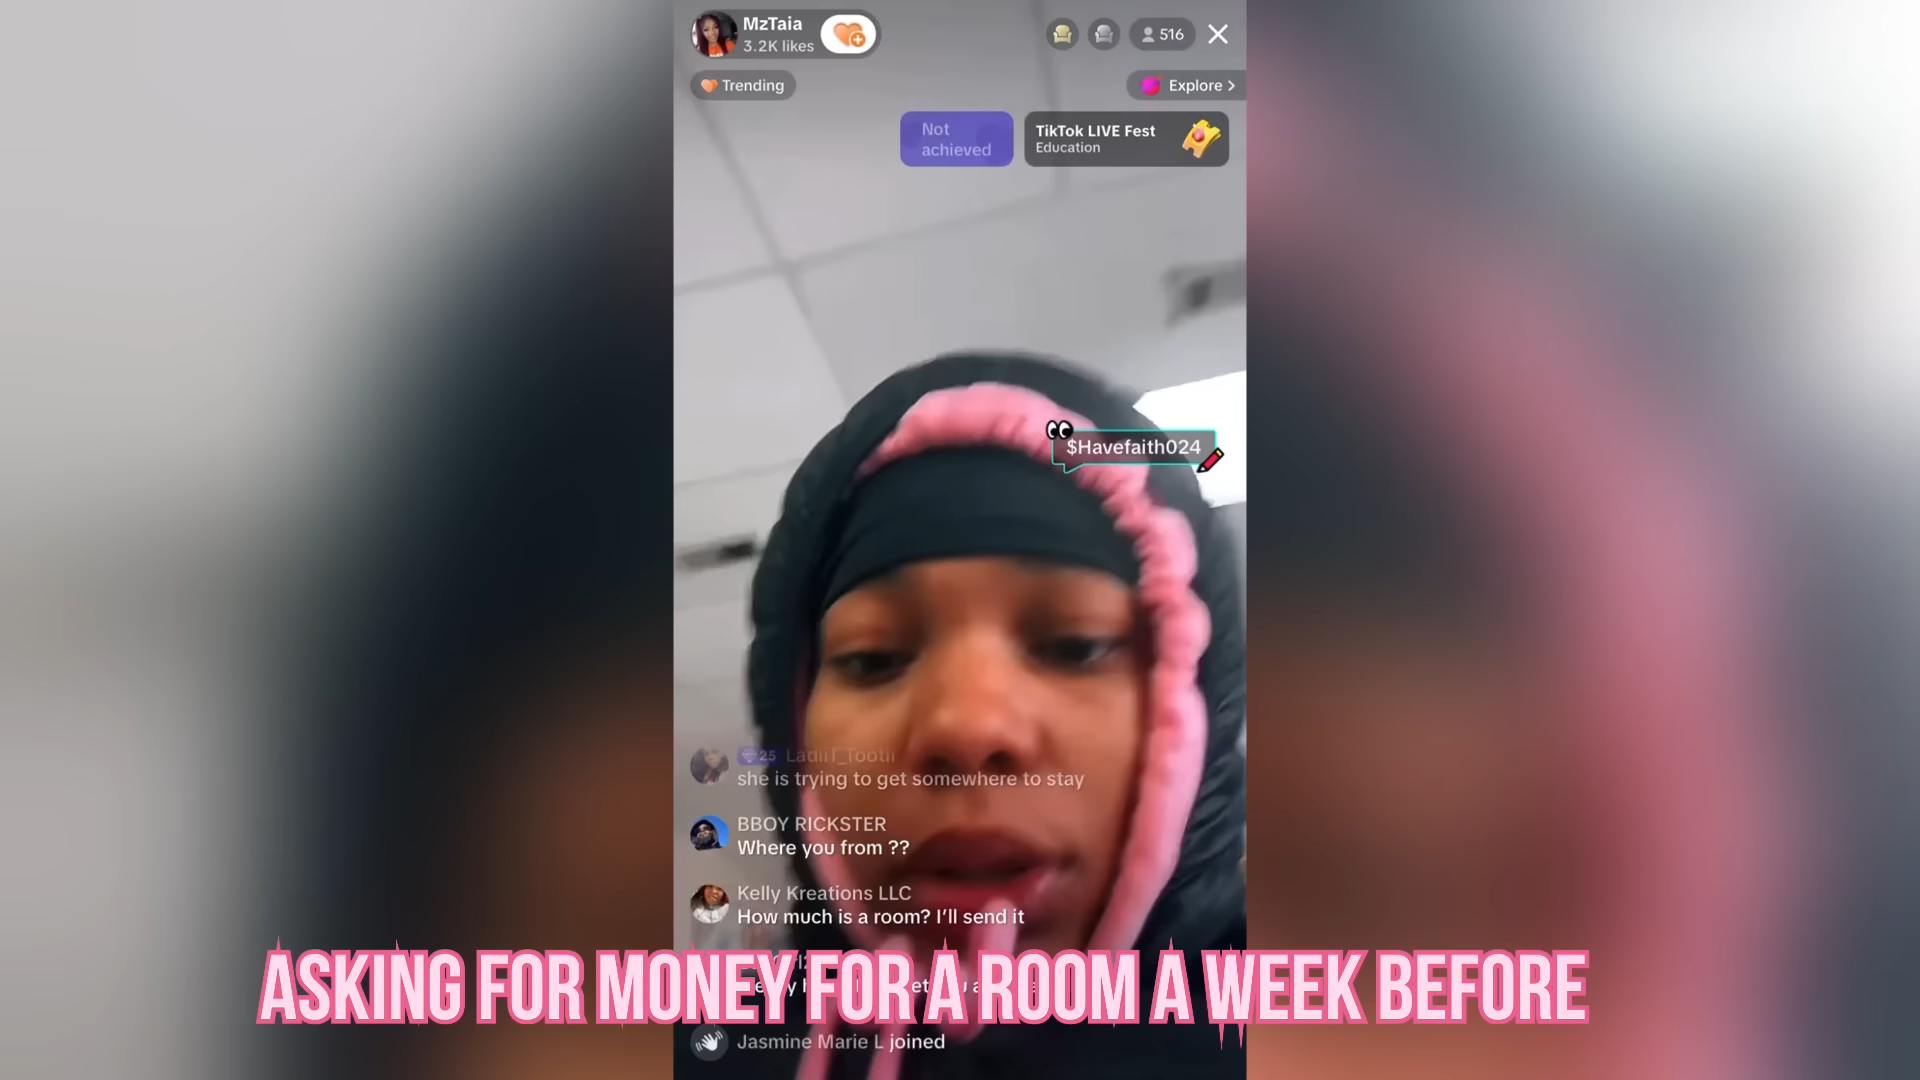 MzTaia
3.2K likes
516
Trending
Explore >
Not
achieved
TikTok LIVE Fest
Education
$Havefaith024
25
she is trying to get somewhere to stay
BBOY RICKSTER
Where you from ??
Kelly Kreations LLC
How much is a room? I'll send it
ASKING FOR MONEY FOR A ROOM A WEEK BEFORE
Jasmine Marie L joined